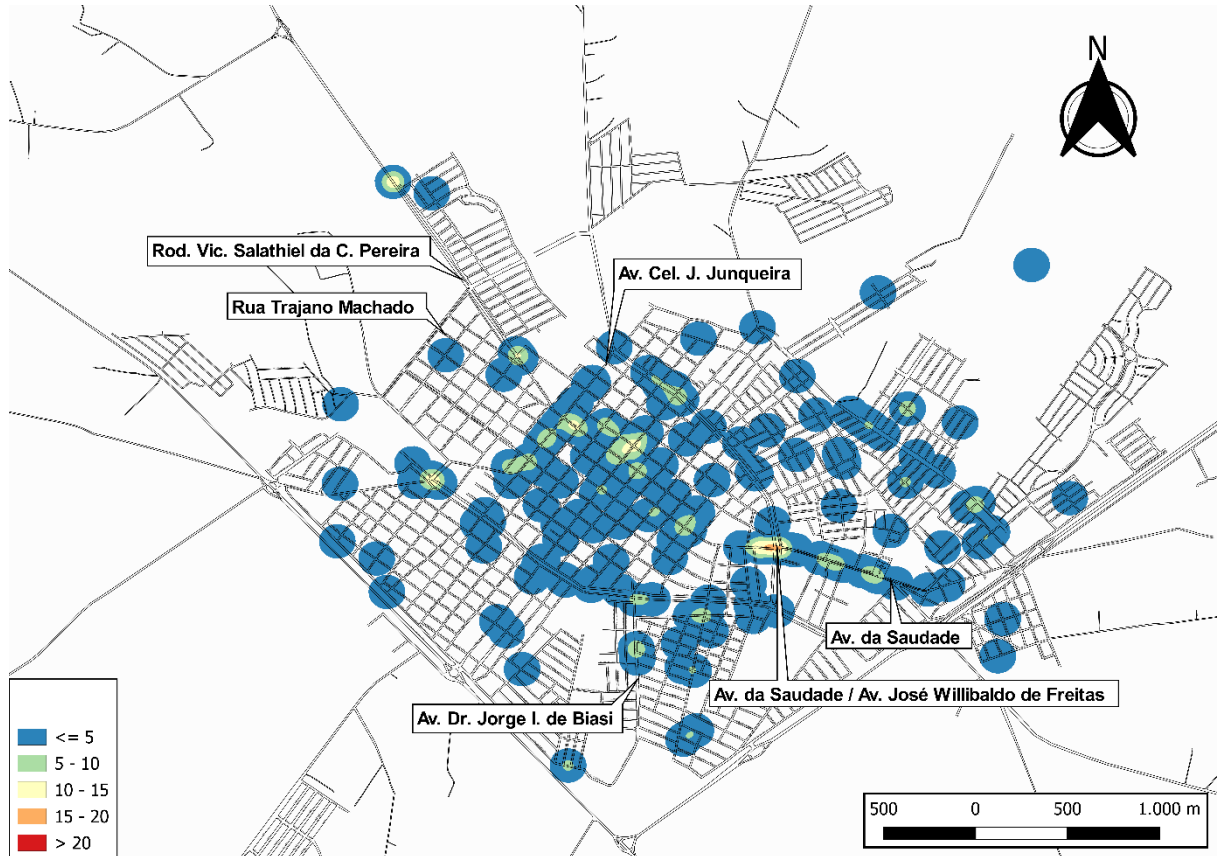 N
Rod. Vic. Salathiel da C. Pereira
Av. Cel. J. Junqueira
Rua Trajano Machado
Av. da Saudade
Av. da Saudade / Av. José Willibaldo de Freitas
Av. Dr. Jorge I. de Biasi
<= 5
5 - 10
10 - 15
15 - 20
> 20
500 0 500 1.000 m